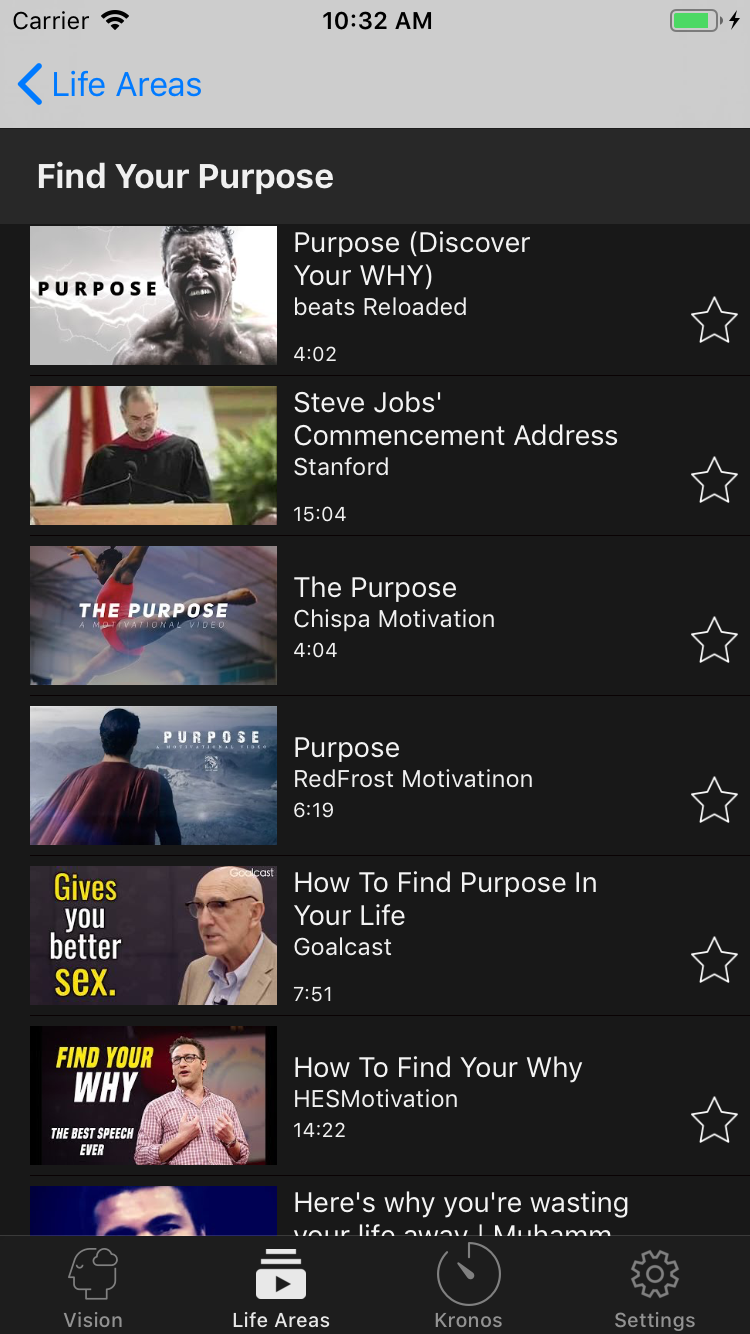 Carrier 10:32 AM
Life Areas
Find Your Purpose
PURPOSE
Purpose (Discover
Your WHY)
beats Reloaded
4:02
Steve Jobs'
Commencement Address
Stanford
15:04
THE PURPOSE
A MOTIVATIONAL VIDEO
The Purpose
Chispa Motivation
4:04
PURPOSE
A MOTIVATIONAL VIDEO
Purpose
RedFrost Motivatinon
6:19
Goalcast
Gives
you
better
sex.
How To Find Purpose In
Your Life
Goalcast
7:51
FIND YOUR
WHY
THE BEST SPEECH
EVER
How To Find Your Why
HESMotivation
14:22
Here's why you're wasting
your life away | Muhamm
Vision Life Areas Kronos Settings